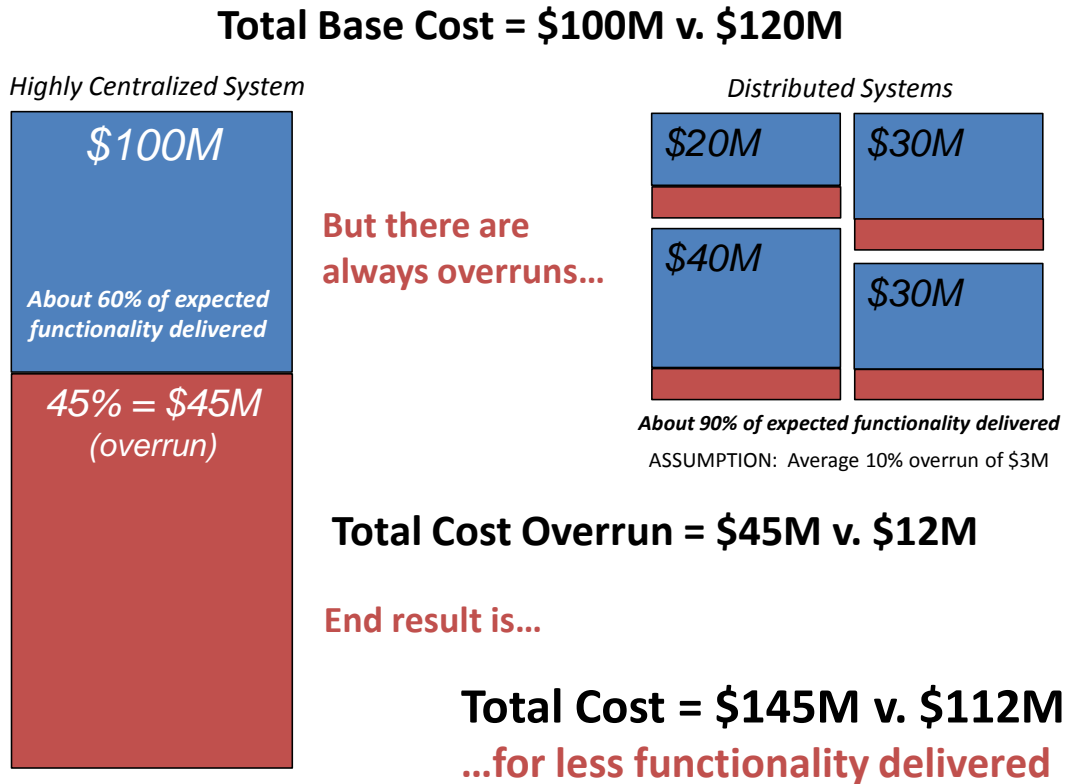 Total Base Cost = $100M v. $120M
Highly Centralized System
$100M
About 60% of expected
functionality delivered
45% = $45M
(overrun)
But there are
always overruns…
Distributed Systems
$20M
$30M
$40M
$30M
About 90% of expected functionality delivered
ASSUMPTION: Average 10% overrun of $3M
Total Cost Overrun = $45M v. $12M
End result is…
Total Cost = $145M v. $112M
…for less functionality delivered